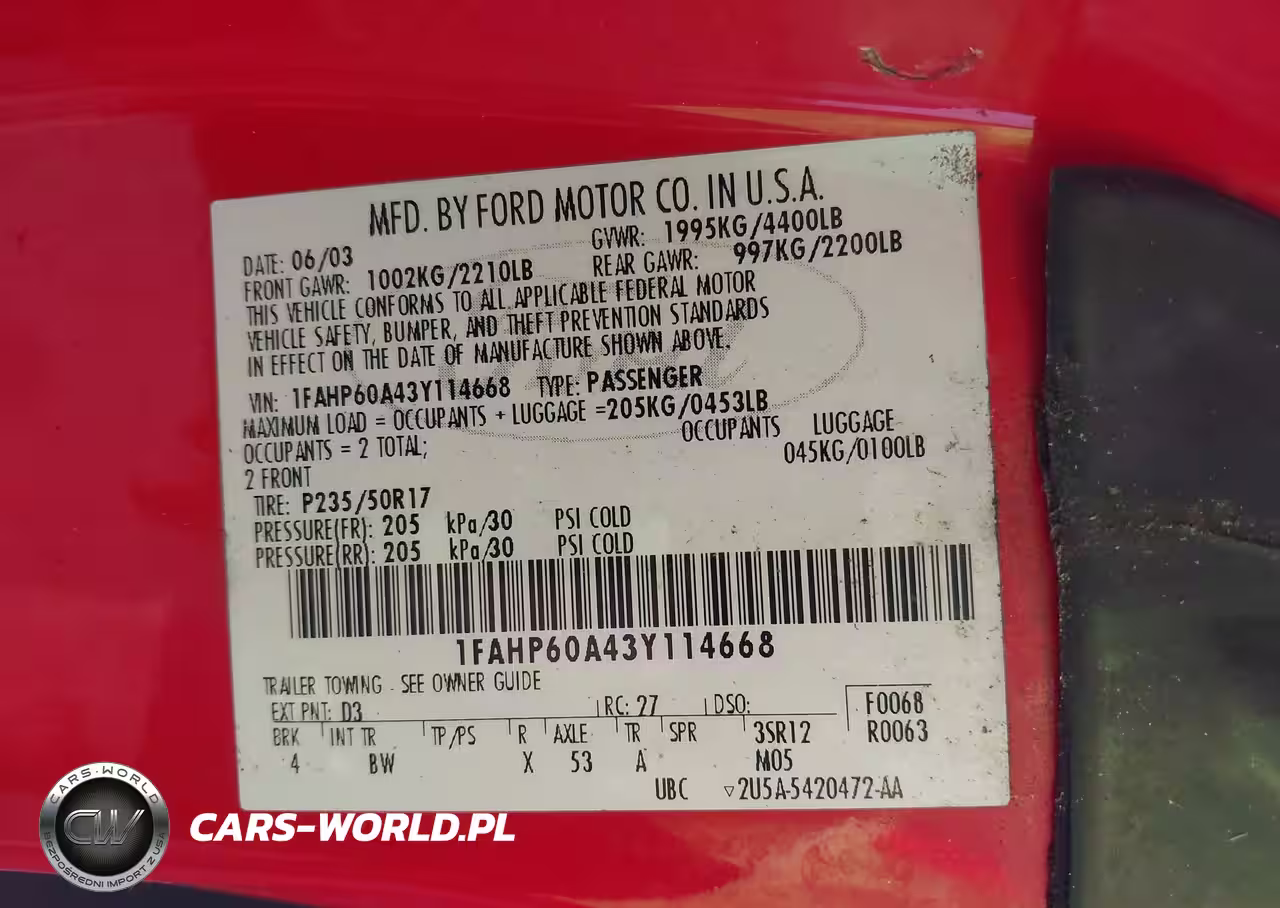 MFD. BY FORD MOTOR CO. IN U.S.A.
DATE: 06/03 GVWR: 1995KG/4400LB
FRONT GAWR: 1002KG/2210LB REAR GAWR: 997KG/2200LB
THIS VEHICLE CONFORMS TO ALL APPLICABLE FEDERAL MOTOR
VEHICLE SAFETY, BUMPER, AND THEFT PREVENTION STANDARDS
IN EFFECT ON THE DATE OF MANUFACTURE SHOWN ABOVE.
VIN: 1FAHP60A43Y114668 TYPE: PASSENGER
MAXIMUM LOAD = OCCUPANTS + LUGGAGE =205KG/0453LB
OCCUPANTS = 2 TOTAL; OCCUPANTS LUGGAGE
2 FRONT 045KG/0100LB
TIRE: P235/50R17
PRESSURE(FR): 205 kPa/30 PSI COLD
PRESSURE(RR): 205 kPa/30 PSI COLD
1FAHP60A43Y114668
TRAILER TOWING - SEE OWNER GUIDE
EXT PNT: D3 RC: 27 DSO: F0068
BRK INT TR TP/PS R AXLE TR SPR 3SR12 R0063
4 BW X 53 A M05
UBC ▽2U5A-5420472-AA
CARS-WORLD
CW
BEZPOŚREDNI IMPORT Z USA
CARS-WORLD.PL